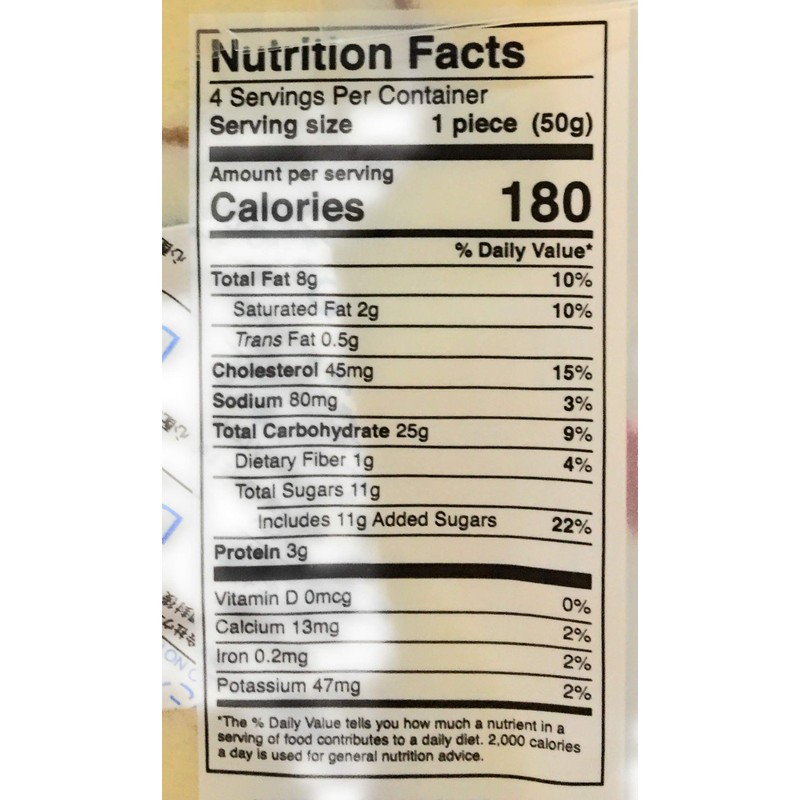 Nutrition Facts
4 Servings Per Container
Serving size 1 piece (50g)
Amount per serving
Calories 180
% Daily Value*
Total Fat 8g 10%
Saturated Fat 2g 10%
Trans Fat 0.5g
Cholesterol 45mg 15%
Sodium 80mg 3%
Total Carbohydrate 25g 9%
Dietary Fiber 1g 4%
Total Sugars 11g
Includes 11g Added Sugars 22%
Protein 3g
Vitamin D 0mcg 0%
Calcium 13mg 2%
Iron 0.2mg 2%
Potassium 47mg 2%
*The % Daily Value tells you how much a nutrient in a
serving of food contributes to a daily diet. 2,000 calories
a day is used for general nutrition advice.